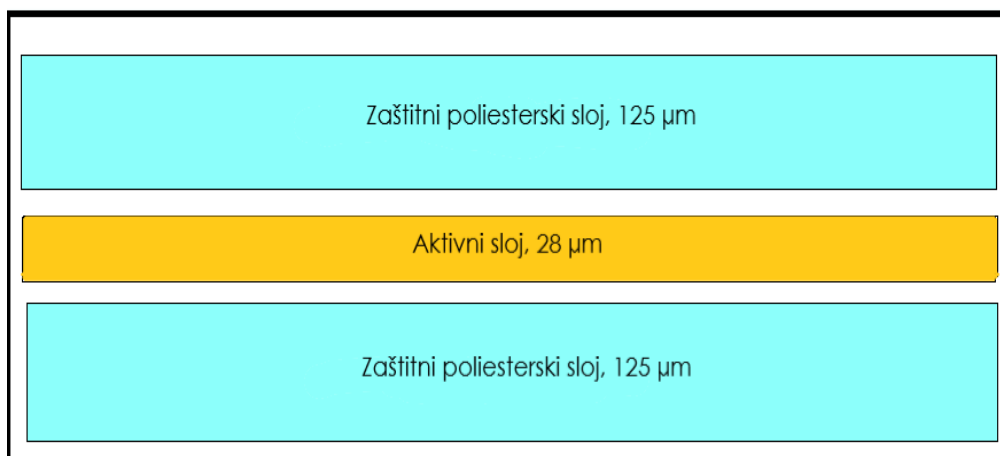 Zaštitni poliesterski sloj, 125 µm
Aktivni sloj, 28 µm
Zaštitni poliesterski sloj, 125 µm